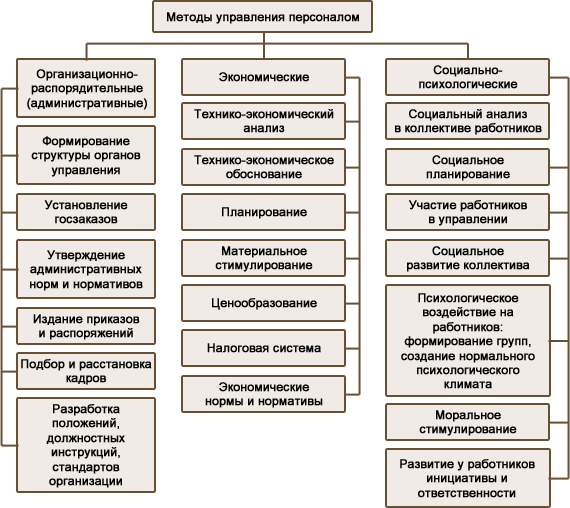 Методы управления персоналом
Организационно-
распорядительные
(административные)
Формирование
структуры органов
управления
Установление
госзаказов
Утверждение
административных
норм и нормативов
Издание приказов
и распоряжений
Подбор и расстановка
кадров
Разработка
положений,
должностных
инструкций,
стандартов
организации
Экономические
Технико-экономический
анализ
Технико-экономическое
обоснование
Планирование
Материальное
стимулирование
Ценообразование
Налоговая система
Экономические
нормы и нормативы
Социально-
психологические
Социальный анализ
в коллективе работников
Социальное
планирование
Участие работников
в управлении
Социальное
развитие коллектива
Психологическое
воздействие на
работников:
формирование групп,
создание нормального
психологического
климата
Моральное
стимулирование
Развитие у работников
инициативы и
ответственности